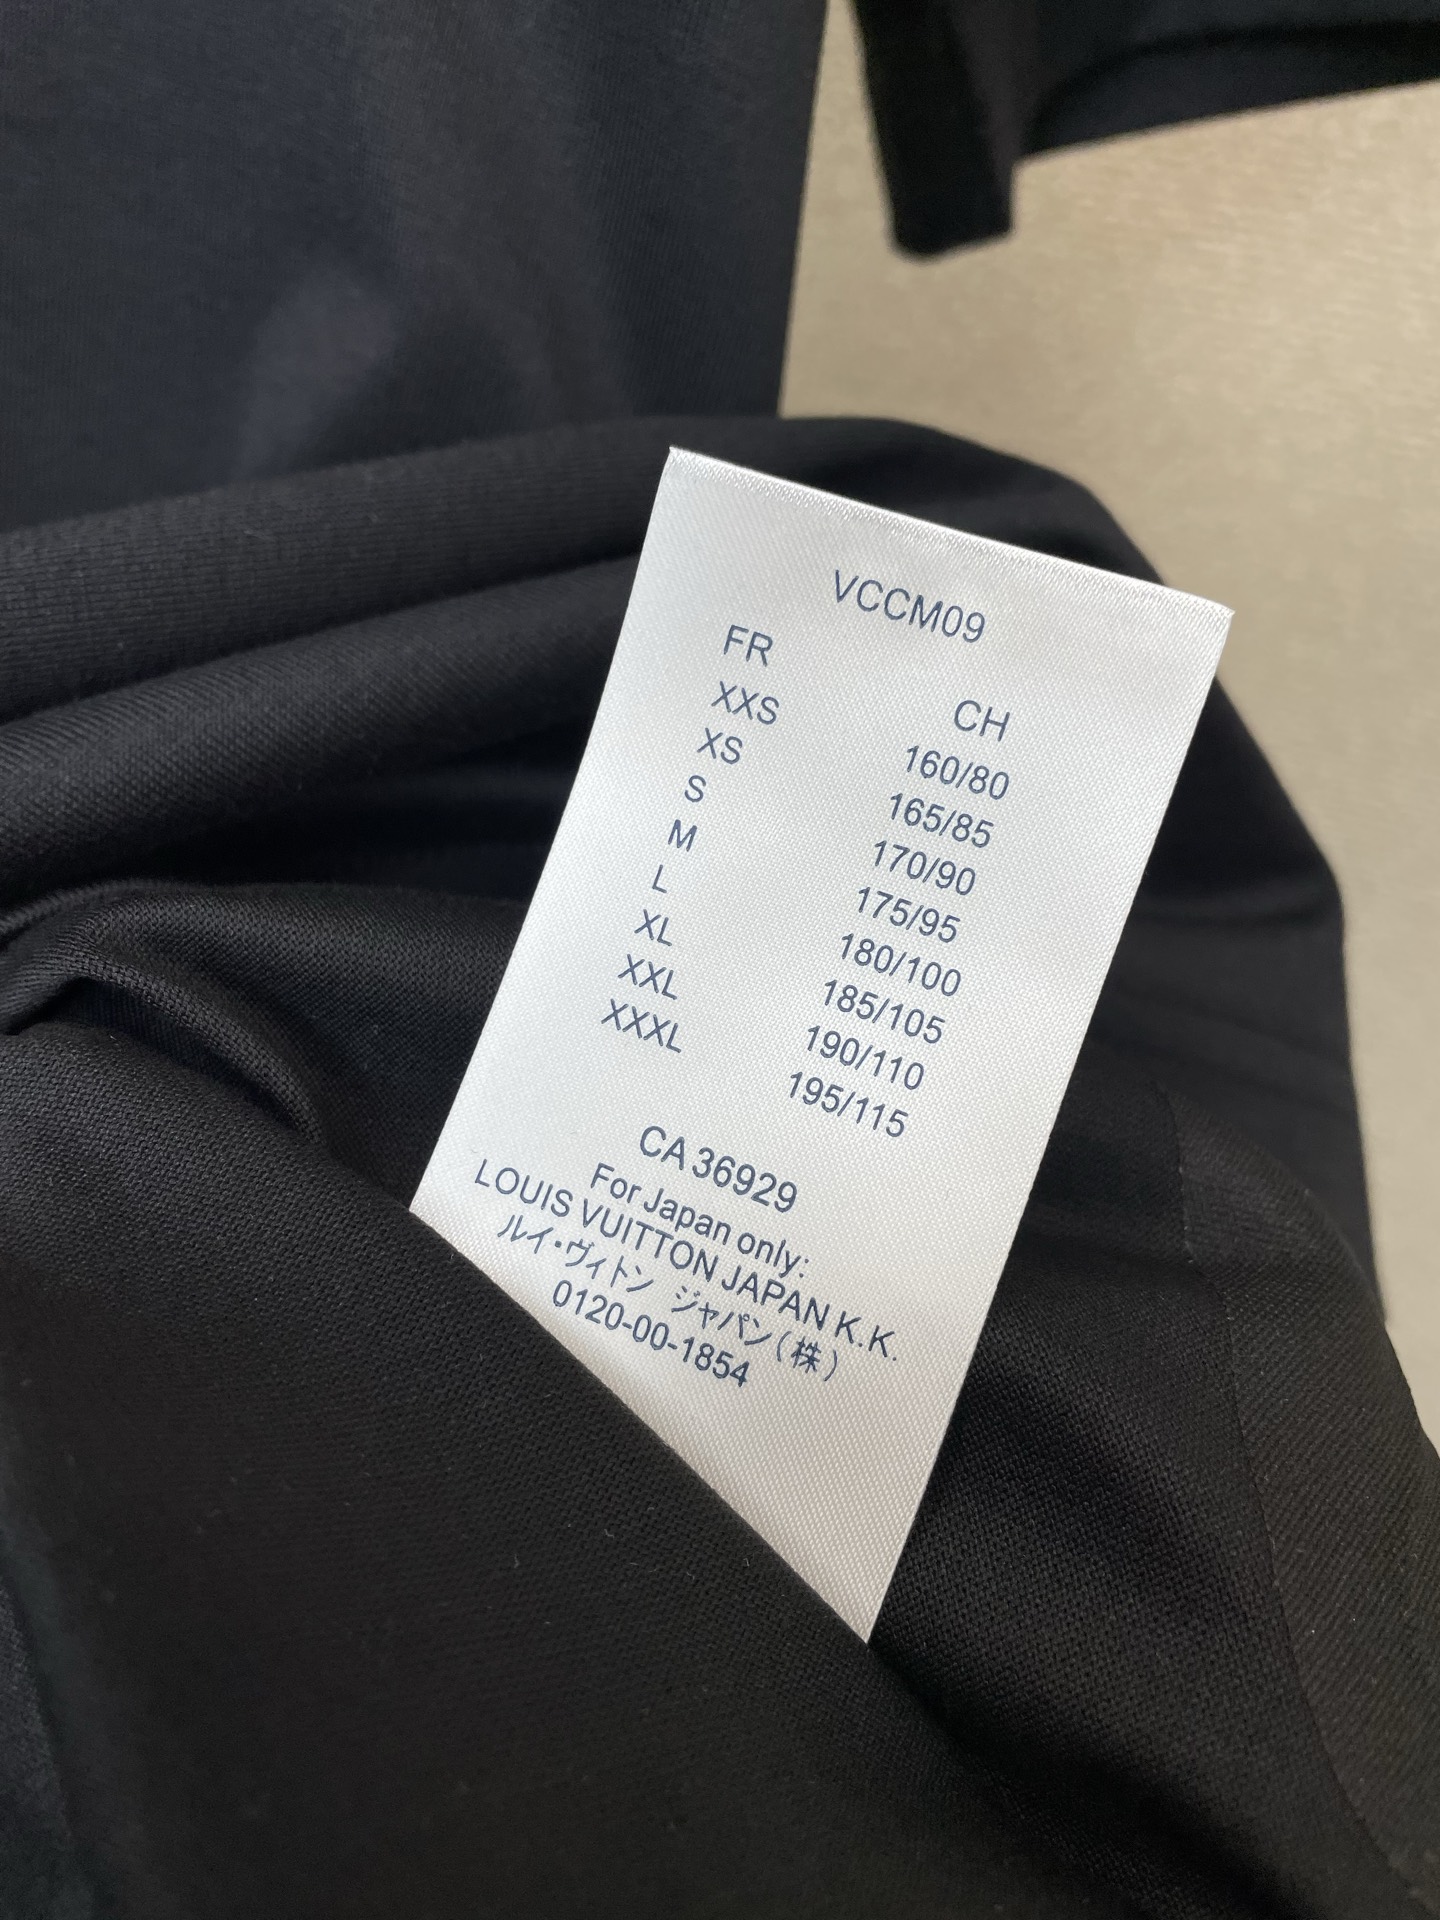 VCCM09
FR CH
XXS 160/80
XS 165/85
S 170/90
M 175/95
L 180/100
XL 185/105
XXL 190/110
XXXL 195/115
CA 36929
For Japan only:
LOUIS VUITTON JAPAN K.K.
ルイ・ヴィトン ジャパン(株)
0120-00-1854